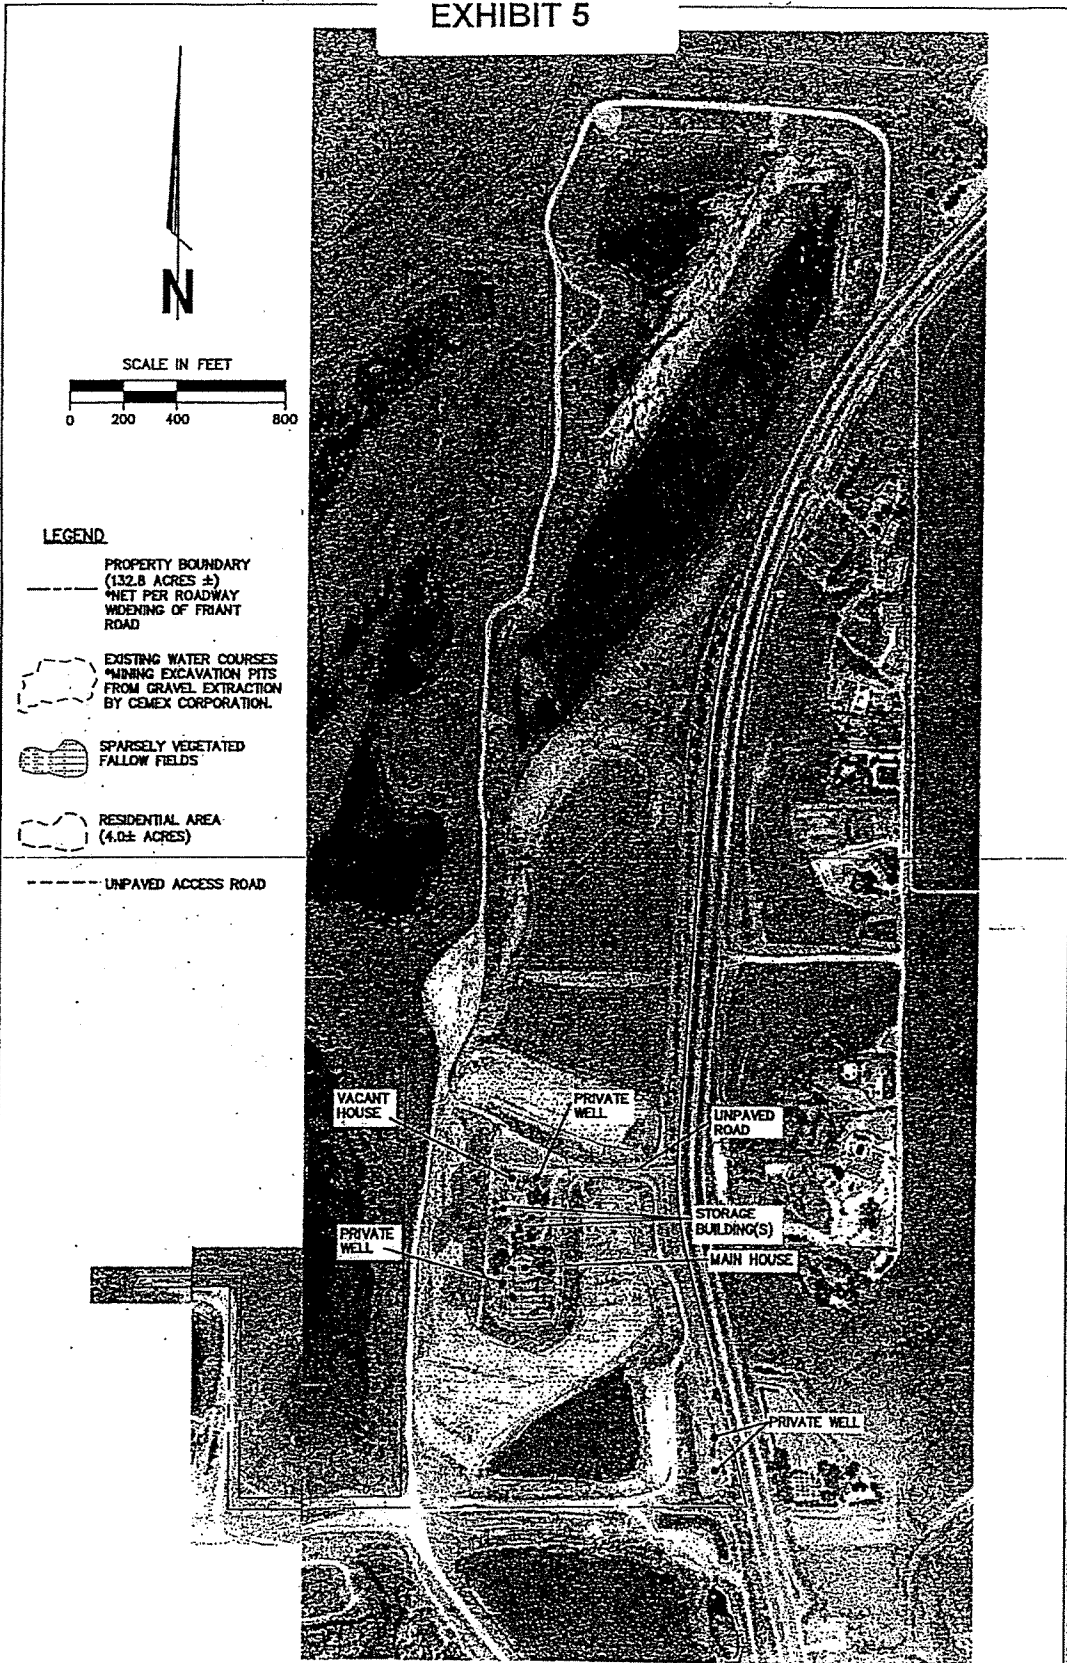 EXHIBIT 5
N
SCALE IN FEET
0 200 400 800
LEGEND
PROPERTY BOUNDARY
(132.8 ACRES ±)
*NET PER ROADWAY
WIDENING OF FRIANT
ROAD
EXISTING WATER COURSES
*MINING EXCAVATION PITS
FROM GRAVEL EXTRACTION
BY CEMEX CORPORATION.
SPARSELY VEGETATED
FALLOW FIELDS
RESIDENTIAL AREA
(4.0± ACRES)
UNPAVED ACCESS ROAD
VACANT
HOUSE
PRIVATE
WELL
UNPAVED
ROAD
STORAGE
BUILDING(S)
PRIVATE
WELL
MAIN HOUSE
PRIVATE WELL